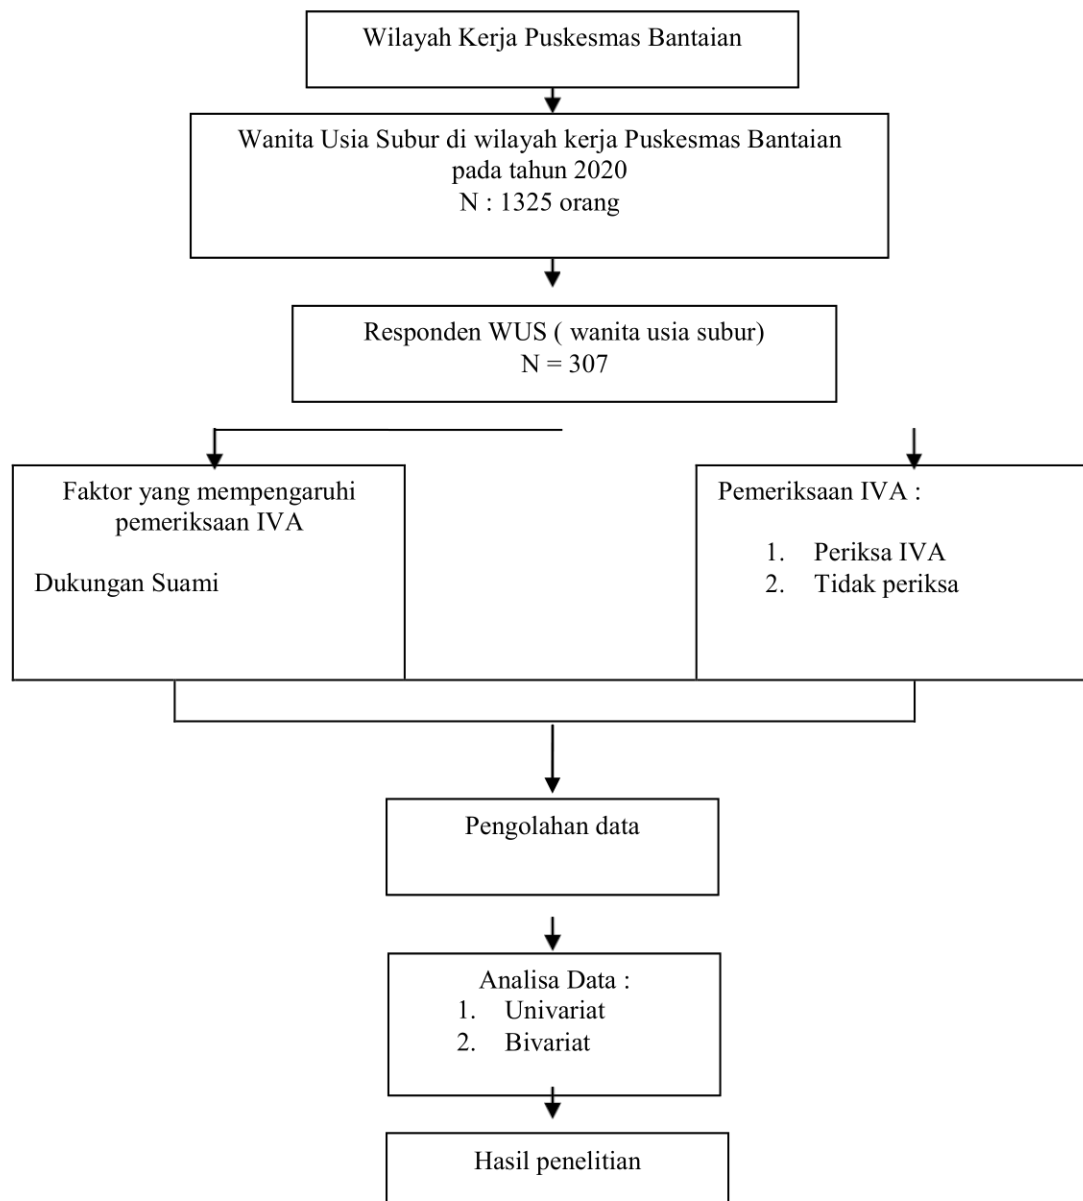 Wilayah Kerja Puskesmas Bantaian
Wanita Usia Subur di wilayah kerja Puskesmas Bantaian
pada tahun 2020
N : 1325 orang
Responden WUS ( wanita usia subur)
N = 307
Faktor yang mempengaruhi
pemeriksaan IVA
Dukungan Suami
Pemeriksaan IVA :
1. Periksa IVA
2. Tidak periksa
Pengolahan data
Analisa Data :
1. Univariat
2. Bivariat
Hasil penelitian